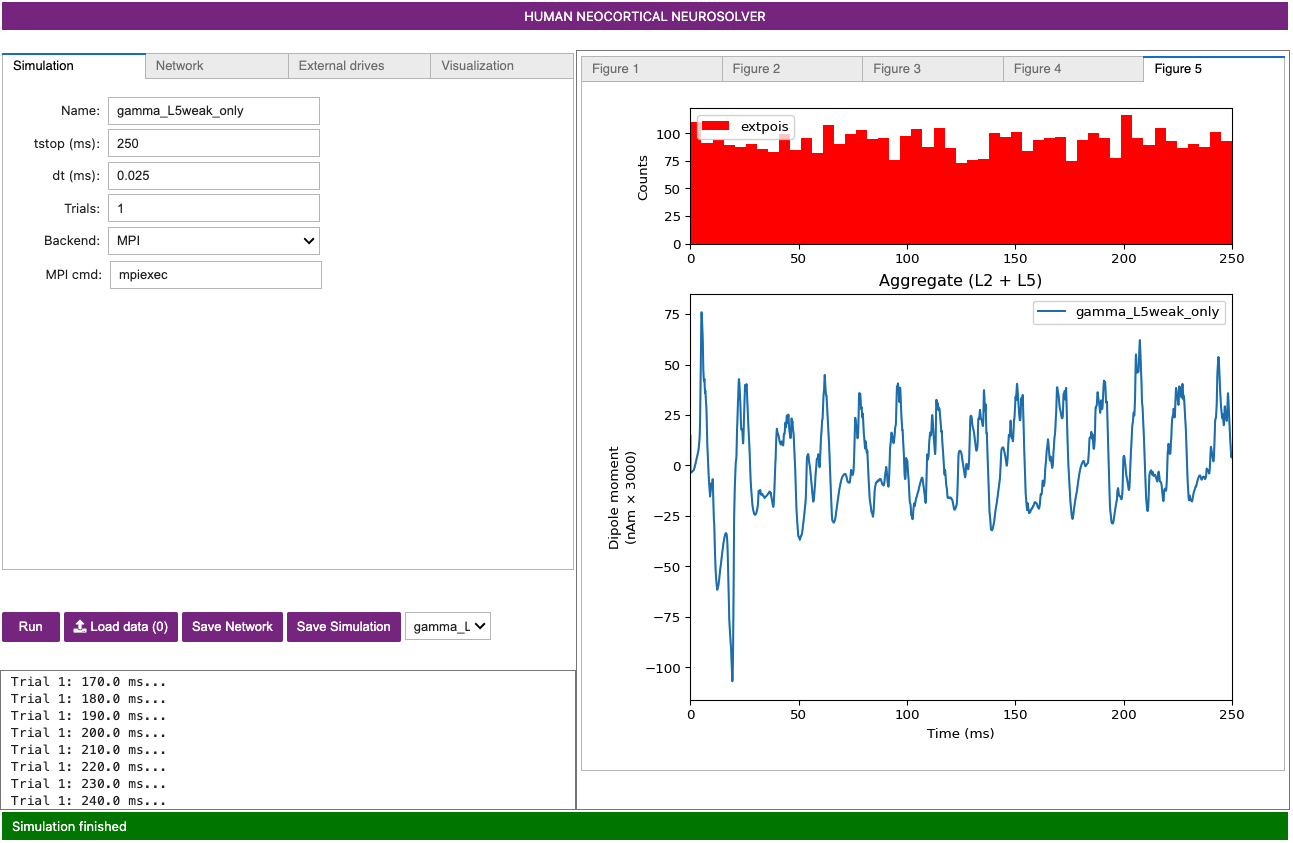 HUMAN NEOCORTICAL NEUROSOLVER
Simulation
Network
External drives
Visualization
Name:
gamma_L5weak_only
tstop (ms):
250
dt (ms):
0.025
Trials:
1
Backend:
MPI
MPI cmd:
mpiexec
Run
Load data (0)
Save Network
Save Simulation
gamma_L
Trial 1: 170.0 ms...
Trial 1: 180.0 ms...
Trial 1: 190.0 ms...
Trial 1: 200.0 ms...
Trial 1: 210.0 ms...
Trial 1: 220.0 ms...
Trial 1: 230.0 ms...
Trial 1: 240.0 ms...
Figure 1
Figure 2
Figure 3
Figure 4
Figure 5
extpois
Counts
100
75
50
25
0
0 50 100 150 200 250
Aggregate (L2 + L5)
gamma_L5weak_only
Dipole moment
(nAm × 3000)
75
50
25
0
−25
−50
−75
−100
0 50 100 150 200 250
Time (ms)
Simulation finished